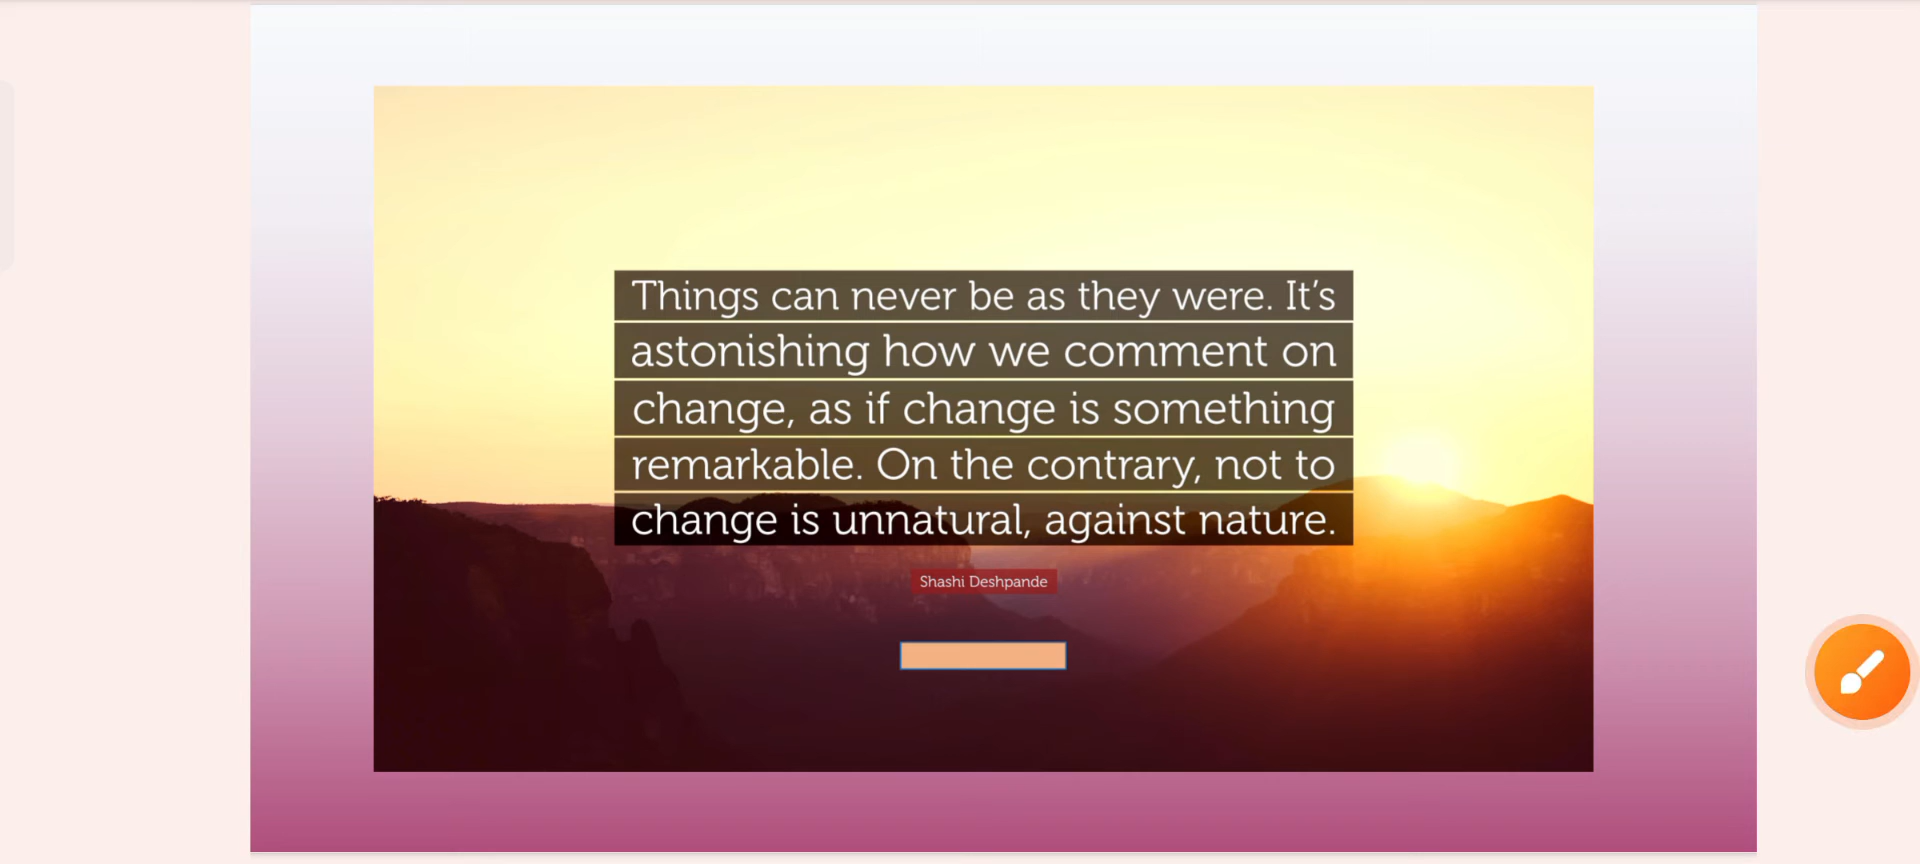 Things can never be as they were. It’s
astonishing how we comment on
change, as if change is something
remarkable. On the contrary, not to
change is unnatural, against nature.
Shashi Deshpande